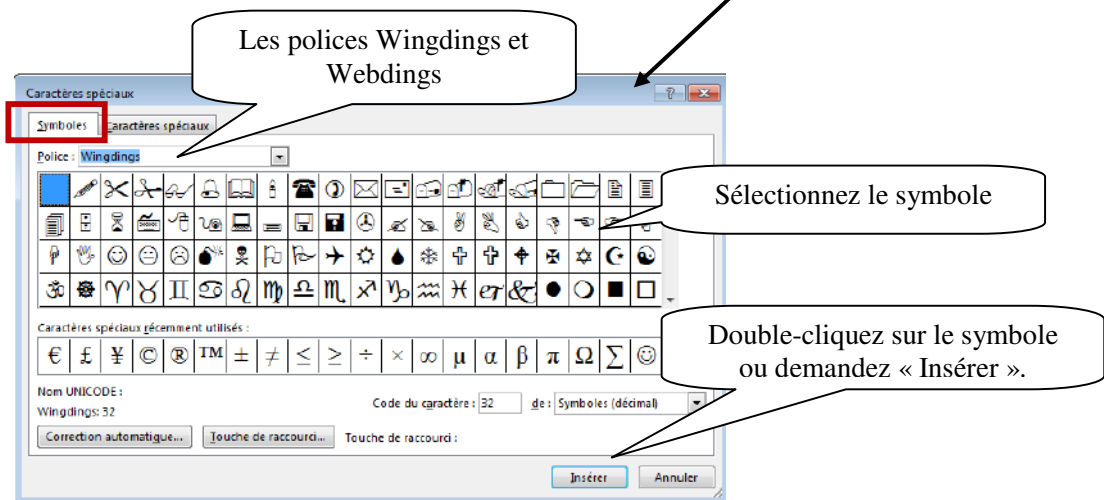 Les polices Wingdings et
Webdings
Caractères spéciaux
Symboles
Caractères spéciaux
Police : Wingdings
Sélectionnez le symbole
Caractères spéciaux récemment utilisés :
€ £ ¥ © ® ™ ± ≠ ≤ ≥ ÷ × ∞ µ α β π Ω ∑ ☺
Double-cliquez sur le symbole
ou demandez « Insérer ».
Nom UNICODE :
Wingdings: 32
Code du caractère : 32 de : Symboles (décimal)
Correction automatique... Touche de raccourci... Touche de raccourci :
Insérer Annuler